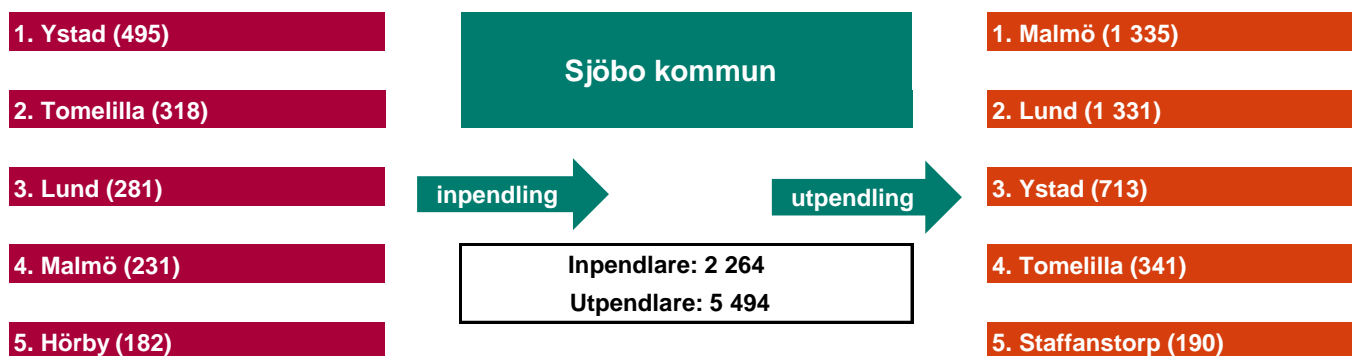 1. Ystad (495)
2. Tomelilla (318)
3. Lund (281)
4. Malmö (231)
5. Hörby (182)
Sjöbo kommun
inpendling
utpendling
Inpendlare: 2 264
Utpendlare: 5 494
1. Malmö (1 335)
2. Lund (1 331)
3. Ystad (713)
4. Tomelilla (341)
5. Staffanstorp (190)